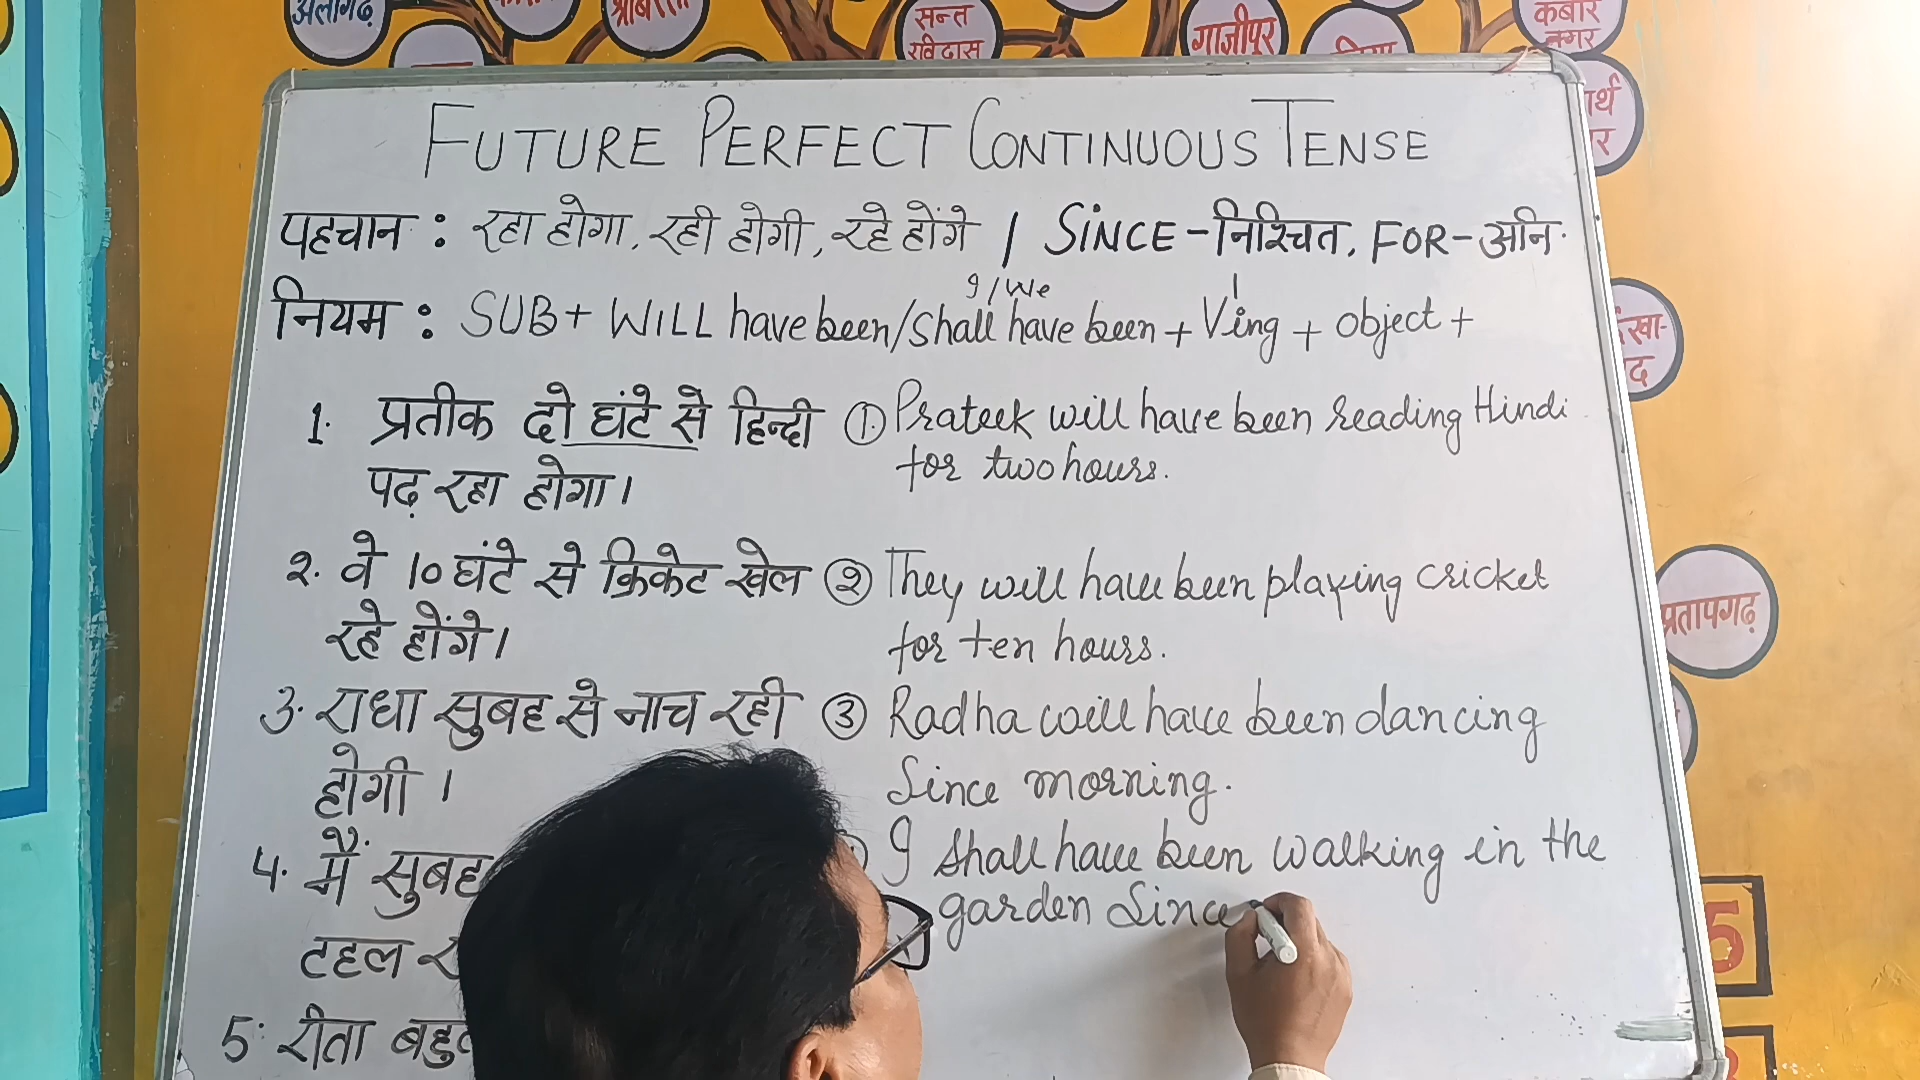 अलीगढ़
सन्त
रविदास
गाजीपुर
कबीर
नगर
FUTURE PERFECT CONTINUOUS TENSE
पहचान : रहा होगा, रही होगी, रहे होंगे / SINCE - निश्चित, FOR - अनि.
I/We I
नियम : SUB + WILL have been/Shall have been + Ving + object +
1. प्रतीक दो घंटे से हिन्दी ① Prateek will have been reading Hindi
पढ़ रहा होगा। for two hours.
२. वे 10 घंटे से क्रिकेट खेल ② They will have been playing cricket
रहे होंगे। for ten hours.
प्रतापगढ़
3. राधा सुबह से नाच रही ③ Radha will have been dancing
होगी । Since morning.
4. मैं सुबह I shall have been walking in the
garden Since
टहल
5. रीता
5